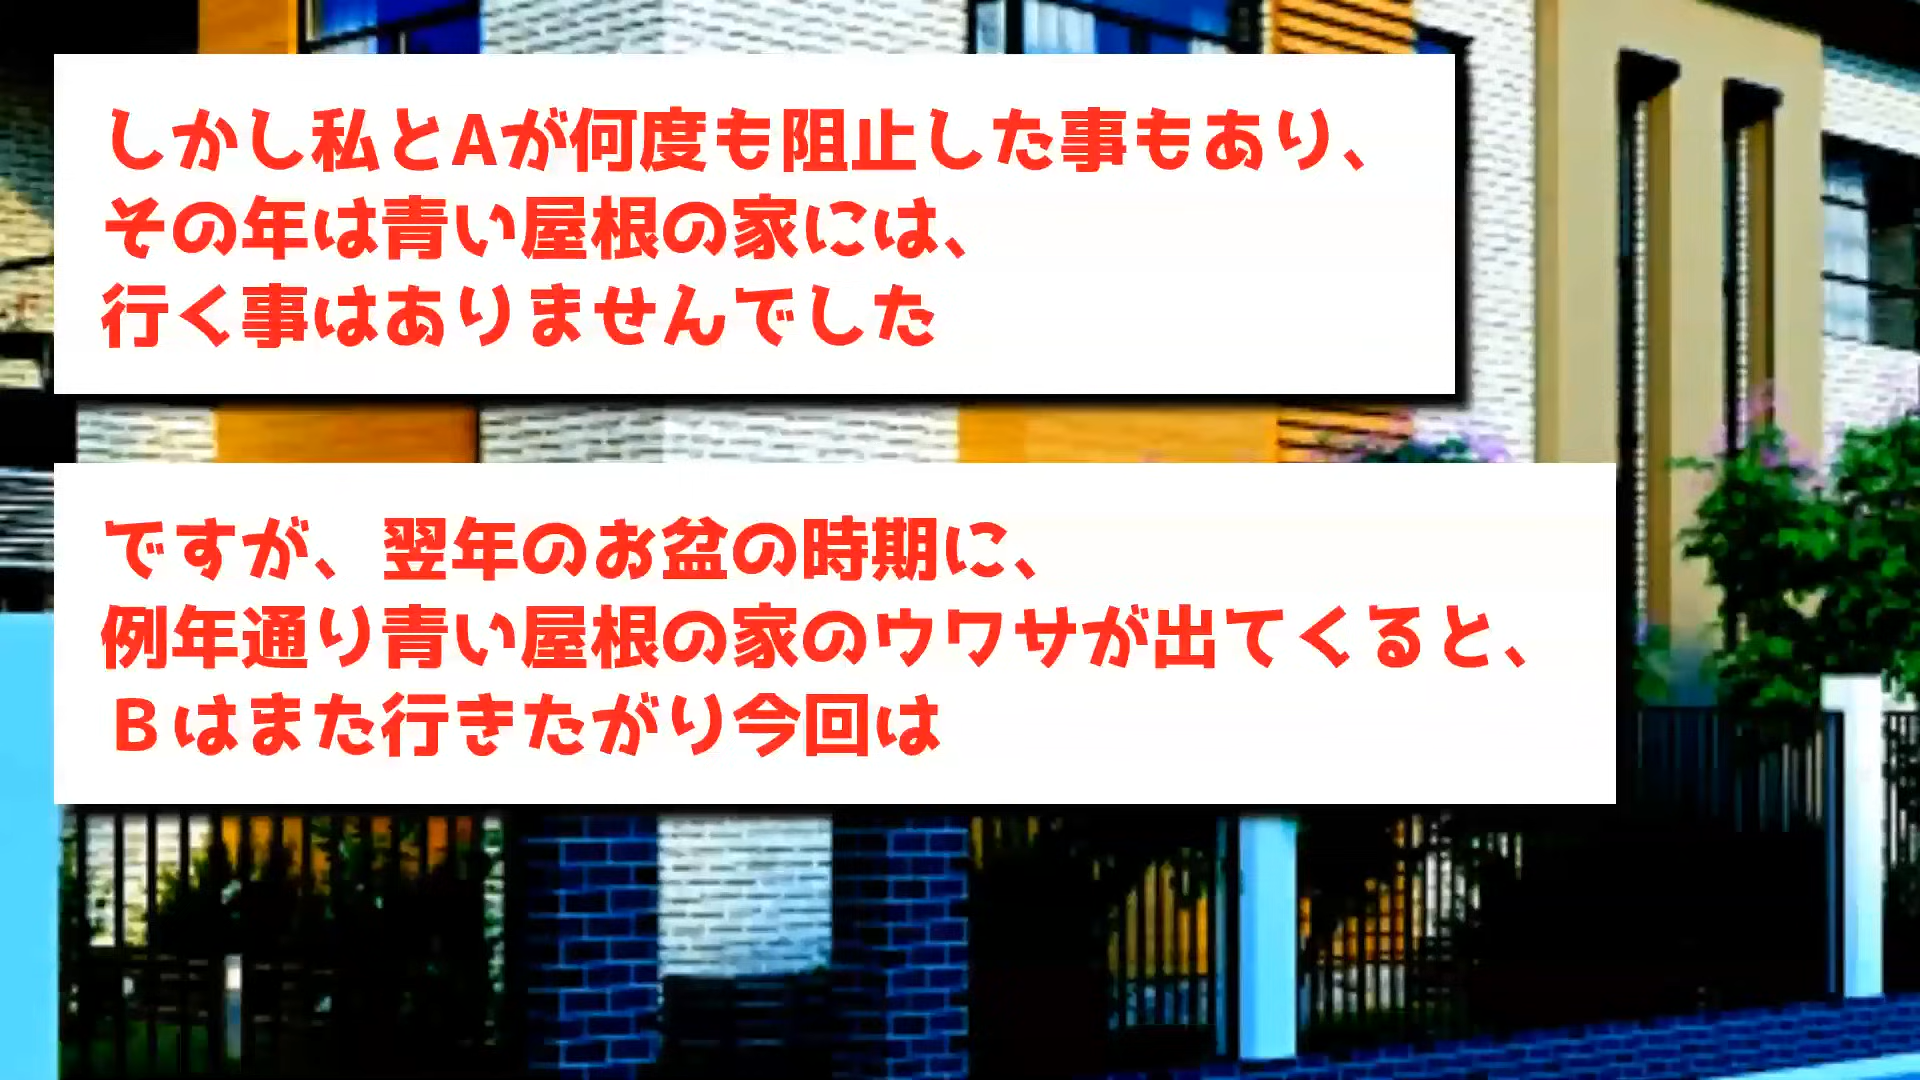 しかし私とAが何度も阻止した事もあり、
その年は青い屋根の家には、
行く事はありませんでした
ですが、翌年のお盆の時期に、
例年通り青い屋根の家のウワサが出てくると、
Ｂはまた行きたがり今回は